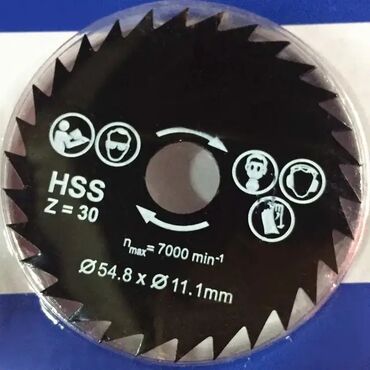 HSS
Z = 30
nmax= 7000 min-1
Ø54.8 x Ø11.1mm